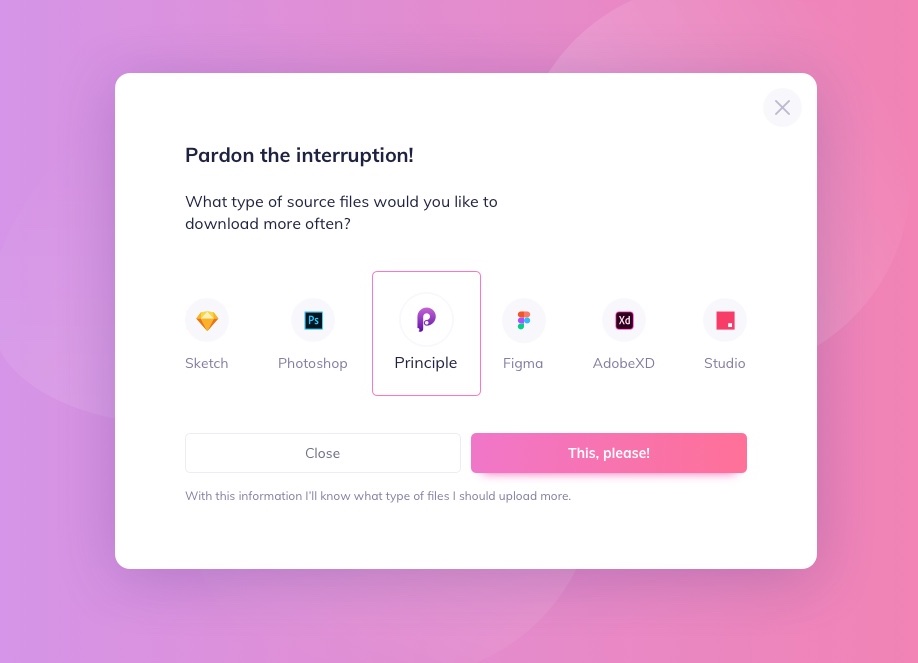 Pardon the interruption!
What type of source files would you like to
download more often?
Ps
Xd
Sketch
Photoshop
Principle
Figma
AdobeXD
Studio
Close
This, please!
With this information I'll know what type of files I should upload more.